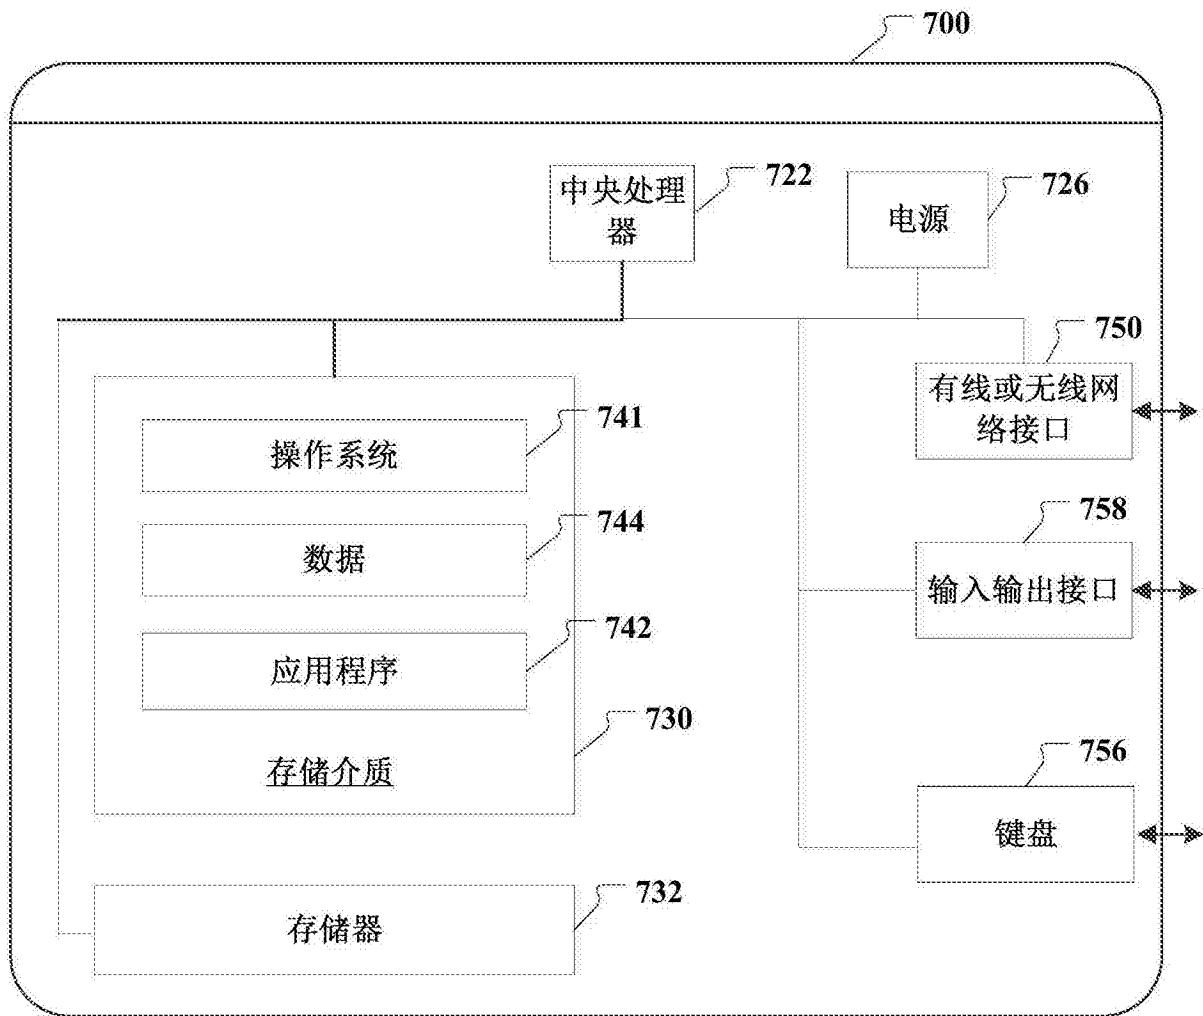 700
中央处理
器
722
电源
726
750
有线或无线网
络接口
741
操作系统
744
数据
758
输入输出接口
742
应用程序
730
存储介质
756
键盘
732
存储器